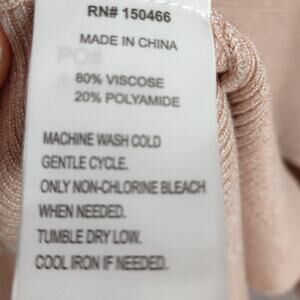 RN# 150466
MADE IN CHINA
80% VISCOSE
20% POLYAMIDE
MACHINE WASH COLD
GENTLE CYCLE.
ONLY NON-CHLORINE BLEACH
WHEN NEEDED.
TUMBLE DRY LOW.
COOL IRON IF NEEDED.